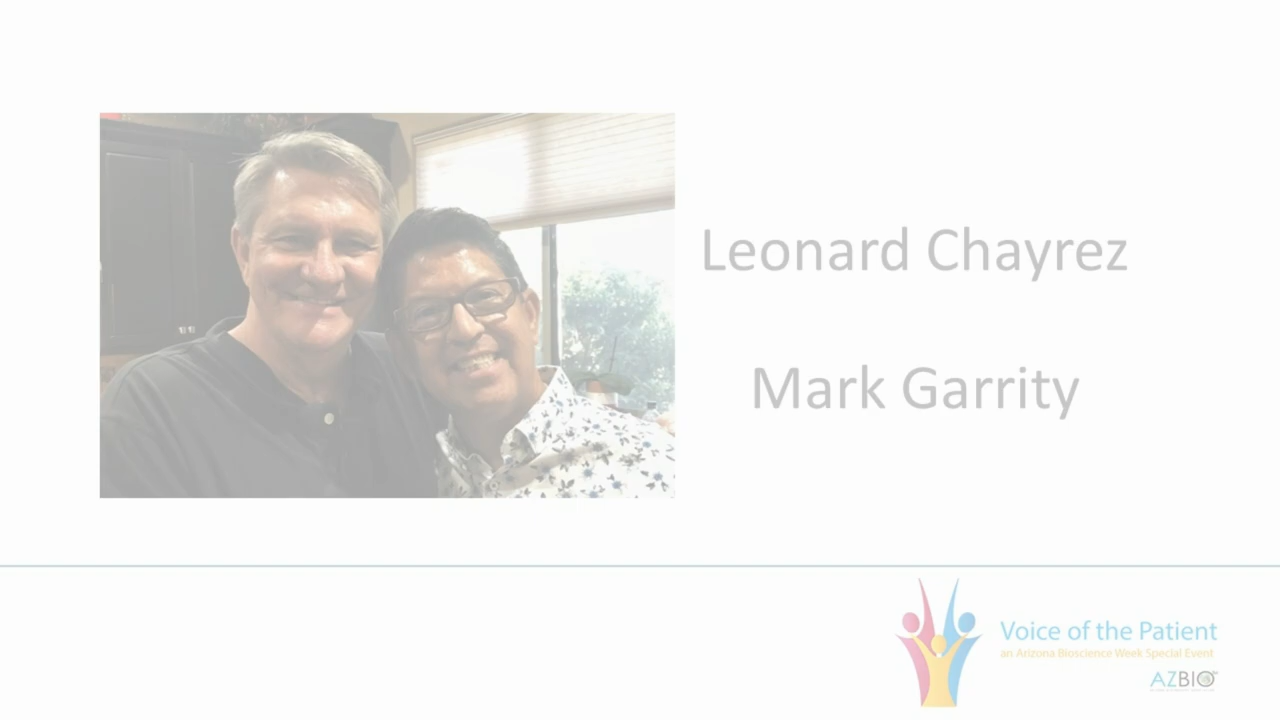 Leonard Chayrez
Mark Garrity
Voice of the Patient
an Arizona Bioscience Week Special Event
AZBIO